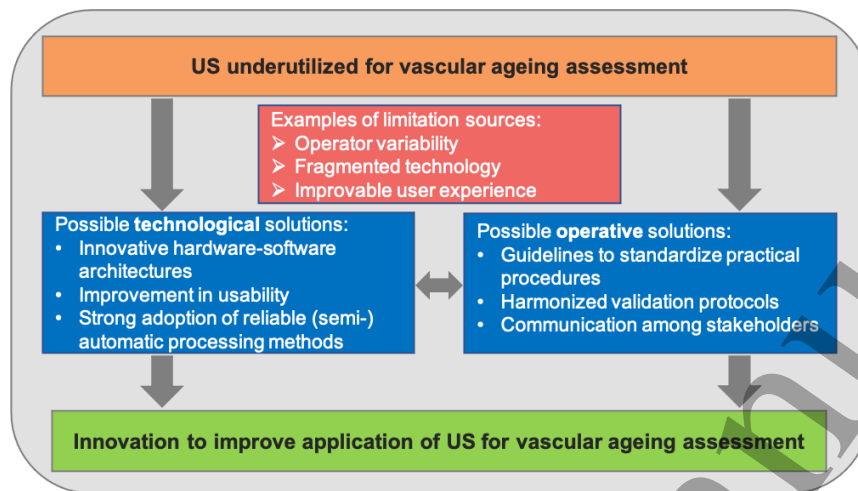 US underutilized for vascular ageing assessment
Examples of limitation sources:
➢ Operator variability
➢ Fragmented technology
➢ Improvable user experience
Possible technological solutions:
• Innovative hardware-software
architectures
• Improvement in usability
• Strong adoption of reliable (semi-)
automatic processing methods
Possible operative solutions:
• Guidelines to standardize practical
procedures
• Harmonized validation protocols
• Communication among stakeholders
Innovation to improve application of US for vascular ageing assessment